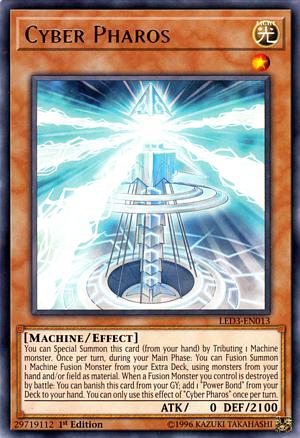 Cyber Pharos
LIGHT
光
LED3-EN013
[Machine/Effect]
You can Special Summon this card (from your hand) by Tributing 1 Machine
monster. Once per turn, during your Main Phase: You can Fusion Summon
1 Machine Fusion Monster from your Extra Deck, using monsters from your
hand and/or field as material. When a Fusion Monster you control is destroyed
by battle: You can banish this card from your GY; add 1 "Power Bond" from your
Deck to your hand. You can only use this effect of "Cyber Pharos" once per turn.
ATK/ 0 DEF/2100
29719112 1st Edition ©1996 KAZUKI TAKAHASHI